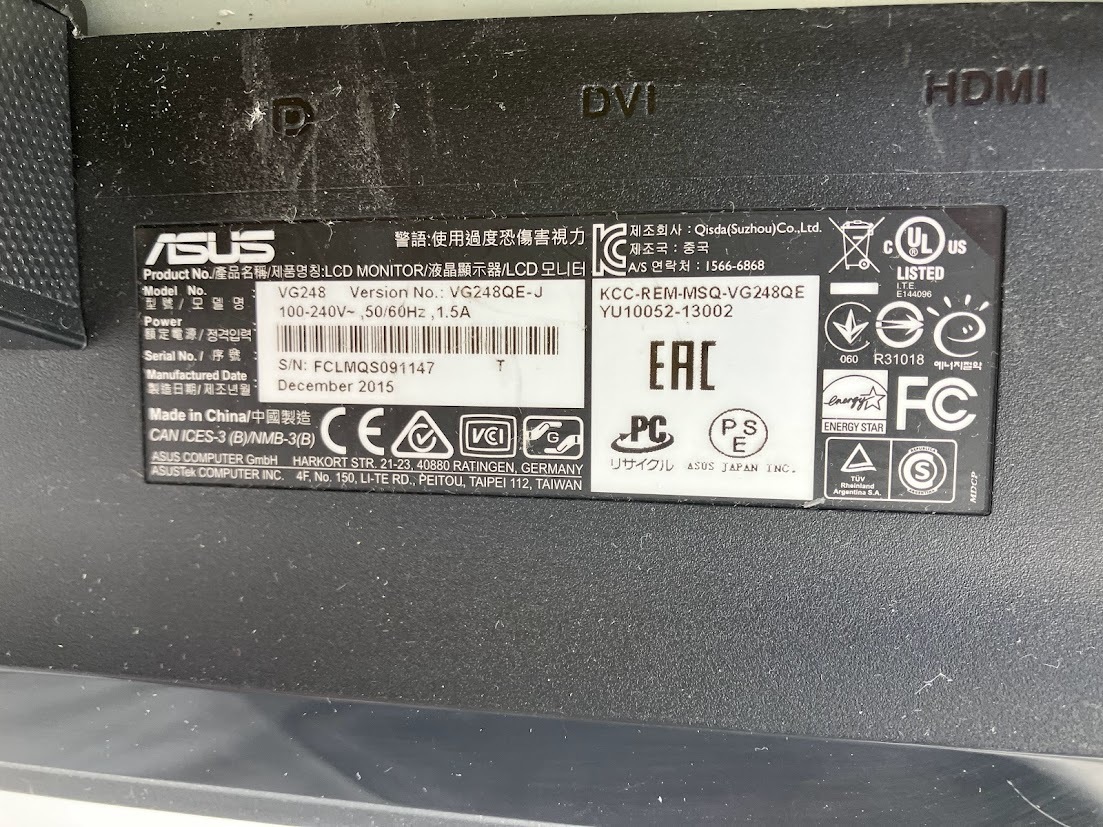 DVI
HDMI
ASUS
警語:使用過度恐傷害視力
Product No./產品名稱/제품명칭:LCD MONITOR/液晶顯示器/LCD 모니터
Model No.
型號 / 모델명 :
VG248 Version No.: VG248QE-J
Power
額定電源 / 정격입력 :
100-240V~ ,50/60Hz ,1.5A
Serial No./ 序 號 :
S/N: FCLMQS091147 T
Manufactured Date
製造日期/ 제조년월 :
December 2015
Made in China/中國製造
CAN ICES-3 (B)/NMB-3(B)
CE
VCI
G
ASUS COMPUTER GmbH HARKORT STR. 21-23, 40880 RATINGEN, GERMANY
ASUSTek COMPUTER INC. 4F, No. 150, LI-TE RD., PEITOU, TAIPEI 112, TAIWAN
제조회사 : Qisda(Suzhou)Co.,Ltd.
제조국 : 중국
A/S 연락처 : 1566-6868
KCC-REM-MSQ-VG248QE
YU10052-13002
EAC
PC
リサイクル
PSE
ASUS JAPAN INC.
C UL US
LISTED
I.T.E
E144096
060
R31018
에너지절약
energy
ENERGY STAR
FC
TÜV
Rheinland
Argentina S.A.
S
MDCP